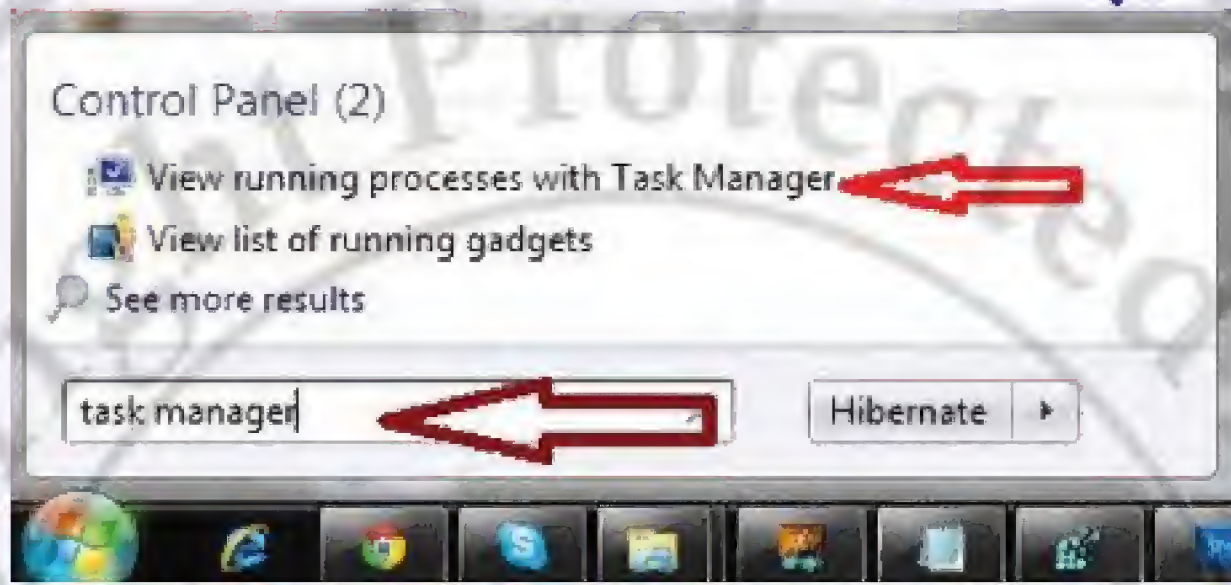 Control Panel (2)
View running processes with Task Manager
View list of running gadgets
See more results
task manager
Hibernate
Protected